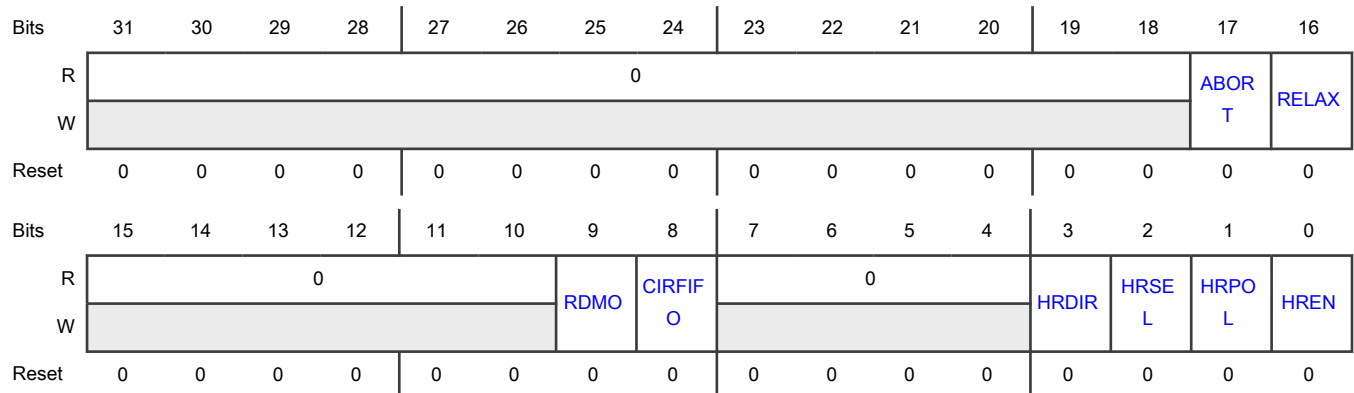 Bits 31 30 29 28 27 26 25 24 23 22 21 20 19 18 17 16
R 0 ABOR
T RELAX
W
Reset 0 0 0 0 0 0 0 0 0 0 0 0 0 0 0 0
Bits 15 14 13 12 11 10 9 8 7 6 5 4 3 2 1 0
R 0 RDMO CIRFIF
O 0 HRDIR HRSE
L HRPO
L HREN
W
Reset 0 0 0 0 0 0 0 0 0 0 0 0 0 0 0 0